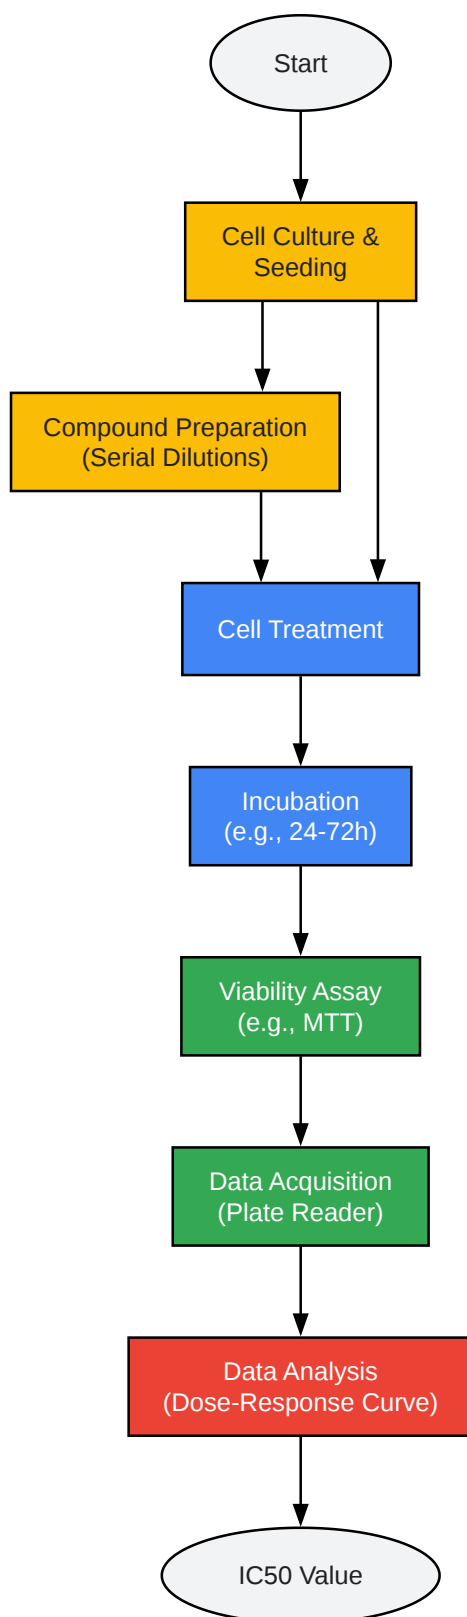 Start
Cell Culture &
Seeding
Compound Preparation
(Serial Dilutions)
Cell Treatment
Incubation
(e.g., 24-72h)
Viability Assay
(e.g., MTT)
Data Acquisition
(Plate Reader)
Data Analysis
(Dose-Response Curve)
IC50 Value